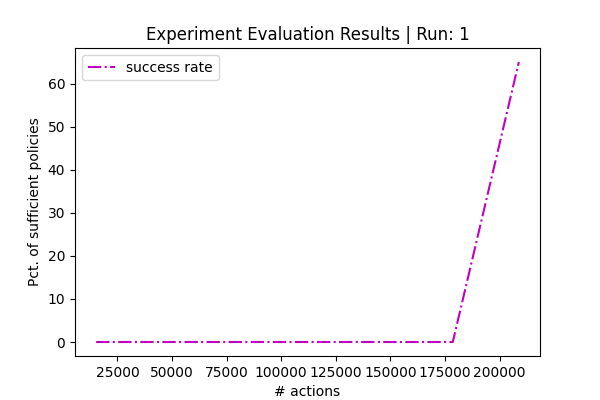 Experiment Evaluation Results | Run: 1
success rate
Pct. of sufficient policies
60
50
40
30
20
10
0
25000 50000 75000 100000 125000 150000 175000 200000
# actions